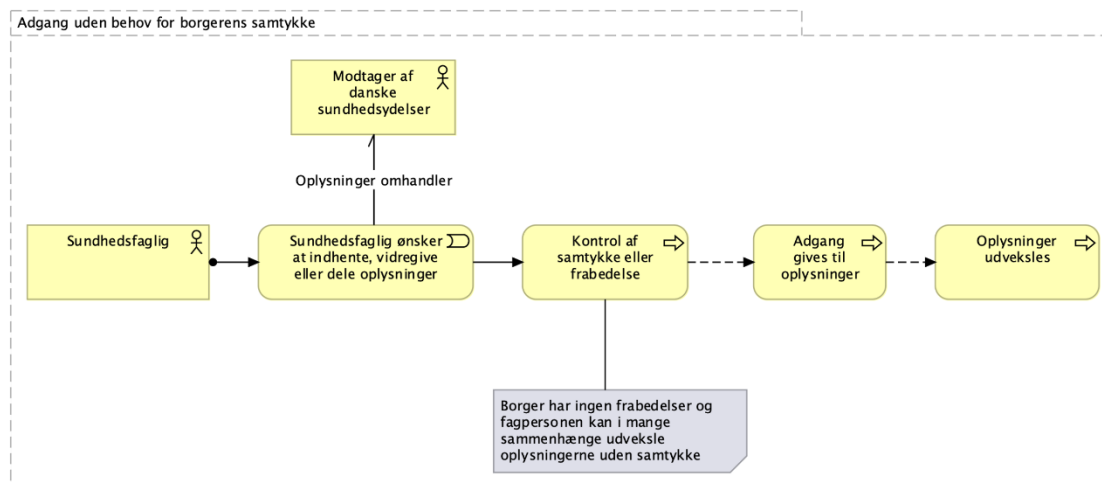 Adgang uden behov for borgerens samtykke
Modtager af
danske
sundhedsydelser
Oplysninger omhandler
Sundhedsfaglig
Sundhedsfaglig ønsker
at indhente, vidregive
eller dele oplysninger
Kontrol af
samtykke eller
frabedelse
Adgang
gives til
oplysninger
Oplysninger
udveksles
Borger har ingen frabedelser og
fagpersonen kan i mange
sammenhænge udveksle
oplysningerne uden samtykke